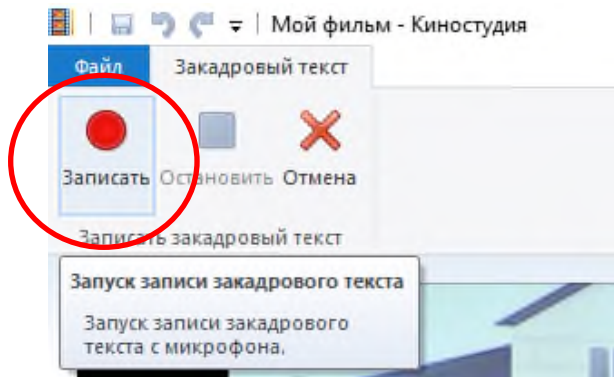 Мой фильм - Киностудия
Файл Закадровый текст
Записать Остановить Отмена
Записать закадровый текст
Запуск записи закадрового текста
Запуск записи закадрового
текста с микрофона.